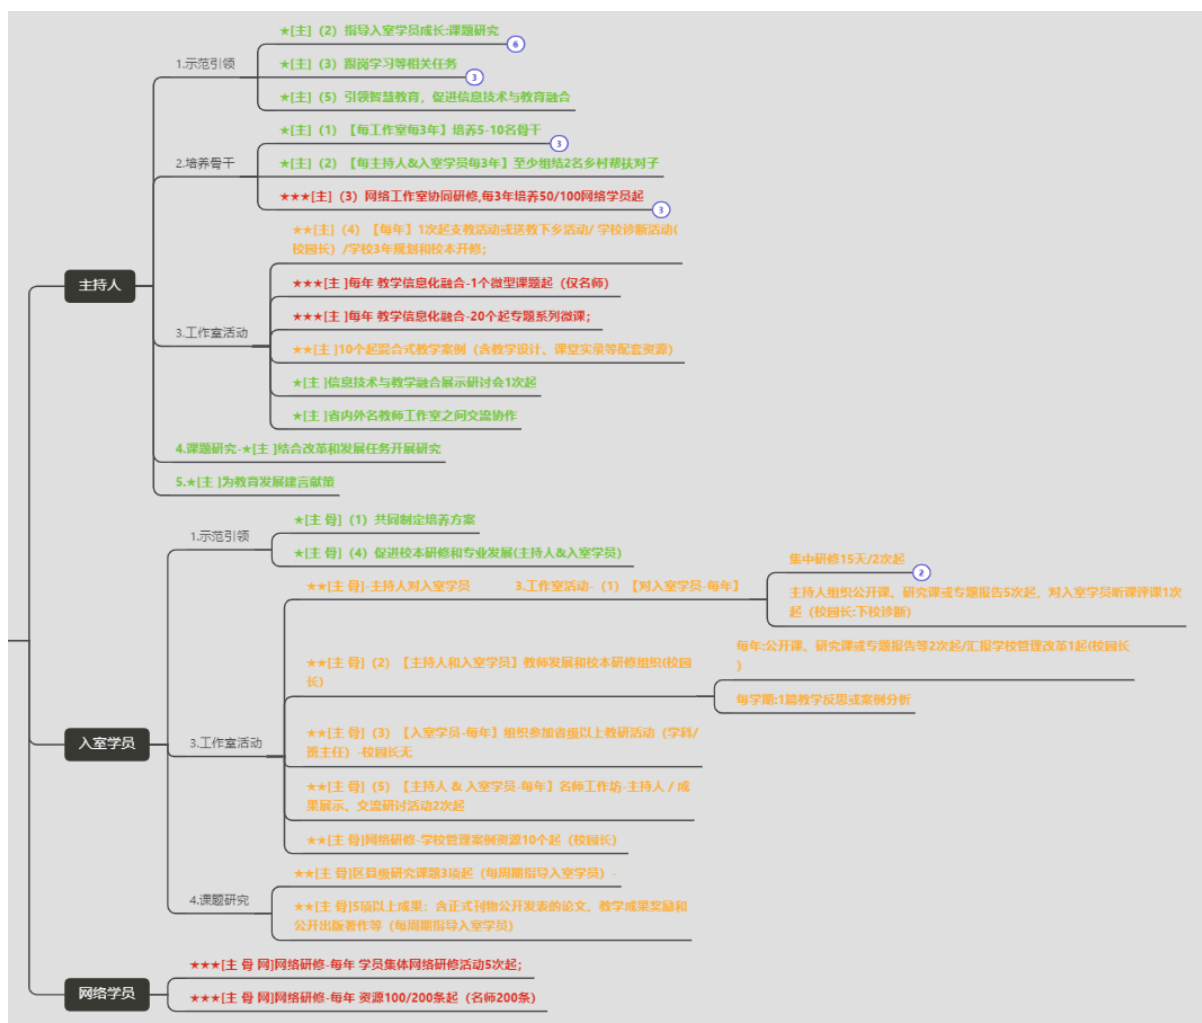 主持人
1.示范引领
★[主]（2）指导入室学员成长:课题研究
6
★[主]（3）跟岗学习等相关任务
3
★[主]（5）引领智慧教育，促进信息技术与教育融合
2.培养骨干
★[主]（1）【每工作室每3年】培养5-10名骨干
3
★[主]（2）【每主持人&入室学员每3年】至少组结2名乡村帮扶对子
★★★[主]（3）网络工作室协同研修,每3年培养50/100网络学员起
3
3.工作室活动
★★[主]（4）【每年】1次起支教活动或送教下乡活动/ 学校诊断活动(
校园长）/学校3年规划和校本开修；
★★★[主 ]每年 教学信息化融合-1个微型课题起（仅名师）
★★★[主 ]每年 教学信息化融合-20个起专题系列微课；
★★[主 ]10个起混合式教学案例（含教学设计、课堂实录等配套资源）
★[主 ]信息技术与教学融合展示研讨会1次起
★[主 ]省内外名教师工作室之间交流协作
4.课题研究-★[主 ]结合改革和发展任务开展研究
5.★[主 ]为教育发展建言献策
入室学员
1.示范引领
★[主 骨]（1）共同制定培养方案
★[主 骨]（4）促进校本研修和专业发展(主持人&入室学员)
3.工作室活动
★★[主 骨]-主持人对入室学员 3.工作室活动-（1）【对入室学员-每年】
集中研修15天/2次起
2
主持人组织公开课、研究课或专题报告5次起，对入室学员听课评课1次
起（校园长:下校诊断）
★★[主 骨]（2）【主持人和入室学员】教师发展和校本研修组织(校园
长)
每年:公开课、研究课或专题报告等2次起/汇报学校管理改革1起(校园长
)
每学期:1篇教学反思或案例分析
★★[主 骨]（3）【入室学员-每年】组织参加省级以上教研活动（学科/
班主任）-校园长无
★★[主 骨]（5）【主持人 & 入室学员-每年】名师工作坊-主持人 / 成
果展示、交流研讨活动2次起
★★[主 骨]网络研修-学校管理案例资源10个起（校园长）
4.课题研究
★★[主 骨]区县级研究课题3项起（每周期指导入室学员）-
★★[主 骨]5项以上成果：含正式刊物公开发表的论文、教学成果奖励和
公开出版著作等（每周期指导入室学员）
网络学员
★★★[主 骨 网]网络研修-每年 学员集体网络研修活动5次起；
★★★[主 骨 网]网络研修-每年 资源100/200条起（名师200条）